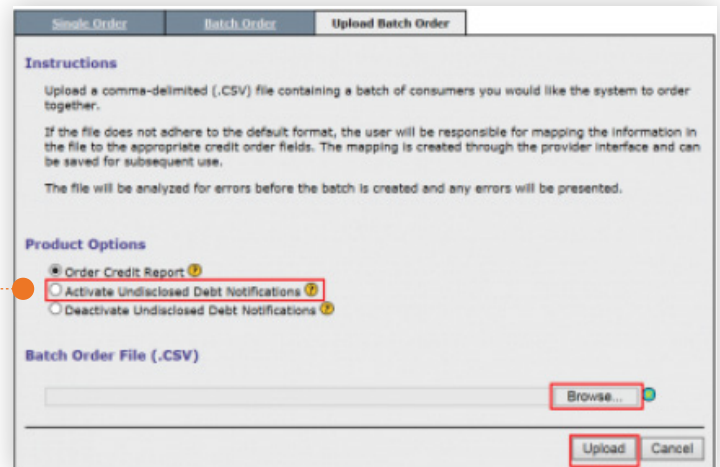 Single Order
Batch Order
Upload Batch Order
Instructions
Upload a comma-delimited (.CSV) file containing a batch of consumers you would like the system to order
together.
If the file does not adhere to the default format, the user will be responsible for mapping the information in
the file to the appropriate credit order fields. The mapping is created through the provider interface and can
be saved for subsequent use.
The file will be analyzed for errors before the batch is created and any errors will be presented.
Product Options
Order Credit Report ?
Activate Undisclosed Debt Notifications ?
Deactivate Undisclosed Debt Notifications ?
Batch Order File (.CSV)
Browse...
Upload
Cancel